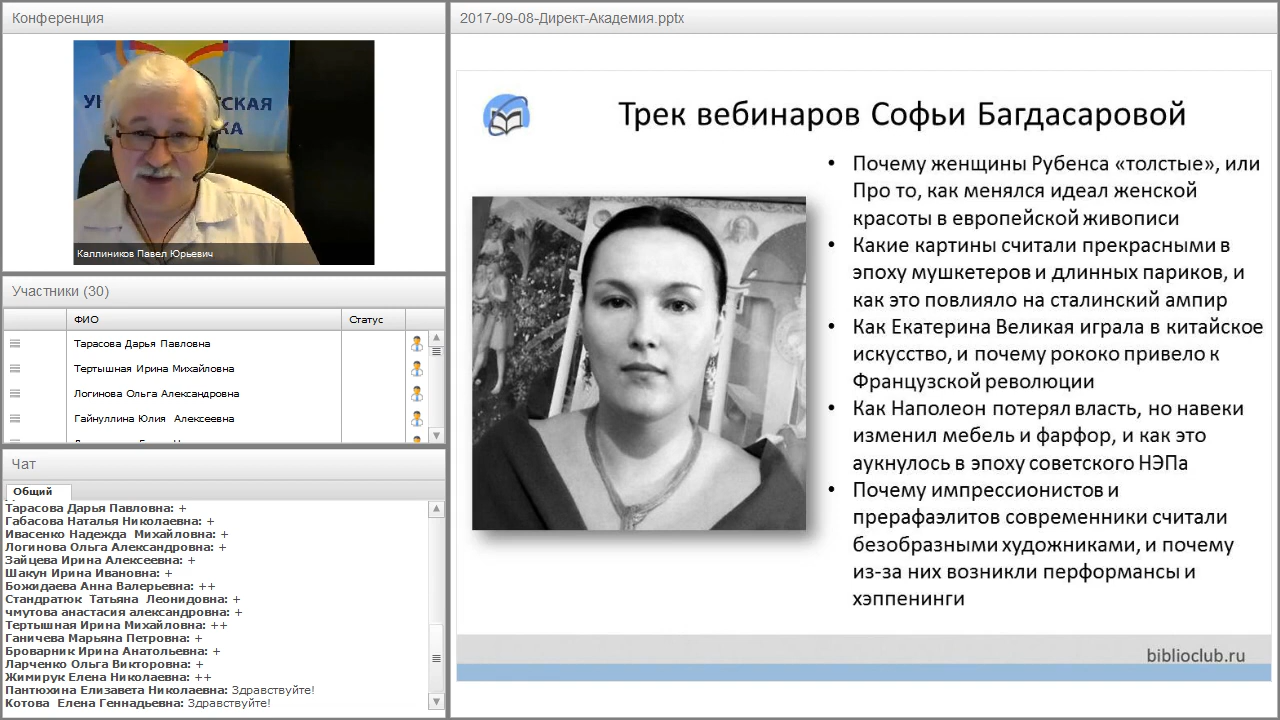 Конференция
УН
ТСКАЯ
КА
Каллиников Павел Юрьевич
Участники (30)
ФИО
Статус
Тарасова Дарья Павловна
Тертышная Ирина Михайловна
Логинова Ольга Александровна
Гайнуллина Юлия Алексеевна
Чат
Общий
Тарасова Дарья Павловна: +
Габасова Наталья Николаевна: +
Ивасенко Надежда Михайловна: +
Логинова Ольга Александровна: +
Зайцева Ирина Алексеевна: +
Шакун Ирина Ивановна: +
Божидаева Анна Валерьевна: ++
Стандратюк Татьяна Леонидовна: +
чмутова анастасия александровна: +
Тертышная Ирина Михайловна: ++
Ганичева Марьяна Петровна: +
Броварник Ирина Анатольевна: +
Ларченко Ольга Викторовна: +
Жимирук Елена Николаевна: ++
Пантюхина Елизавета Николаевна: Здравствуйте!
Котова Елена Геннадьевна: Здравствуйте!
2017-09-08-Директ-Академия.pptx
Трек вебинаров Софьи Багдасаровой
• Почему женщины Рубенса «толстые», или
Про то, как менялся идеал женской
красоты в европейской живописи
• Какие картины считали прекрасными в
эпоху мушкетеров и длинных париков, и
как это повлияло на сталинский ампир
• Как Екатерина Великая играла в китайское
искусство, и почему рококо привело к
Французской революции
• Как Наполеон потерял власть, но навеки
изменил мебель и фарфор, и как это
аукнулось в эпоху советского НЭПа
• Почему импрессионистов и
прерафаэлитов современники считали
безобразными художниками, и почему
из-за них возникли перформансы и
хэппенинги
biblioclub.ru